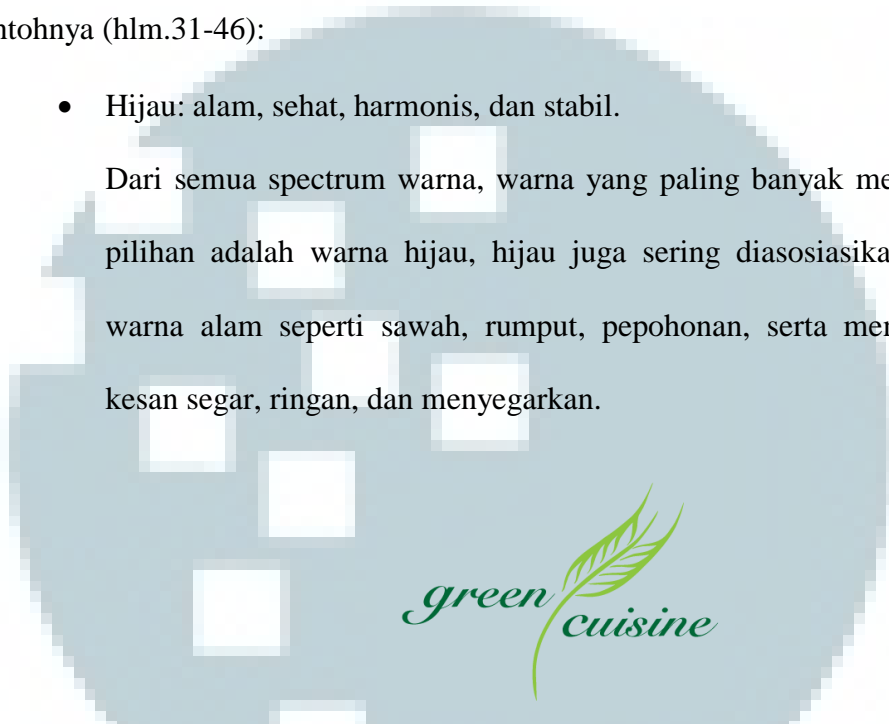 ntohnya (hlm.31-46):
• Hijau: alam, sehat, harmonis, dan stabil.
Dari semua spectrum warna, warna yang paling banyak me
pilihan adalah warna hijau, hijau juga sering diasosiasika
warna alam seperti sawah, rumput, pepohonan, serta mem
kesan segar, ringan, dan menyegarkan.
green
cuisine